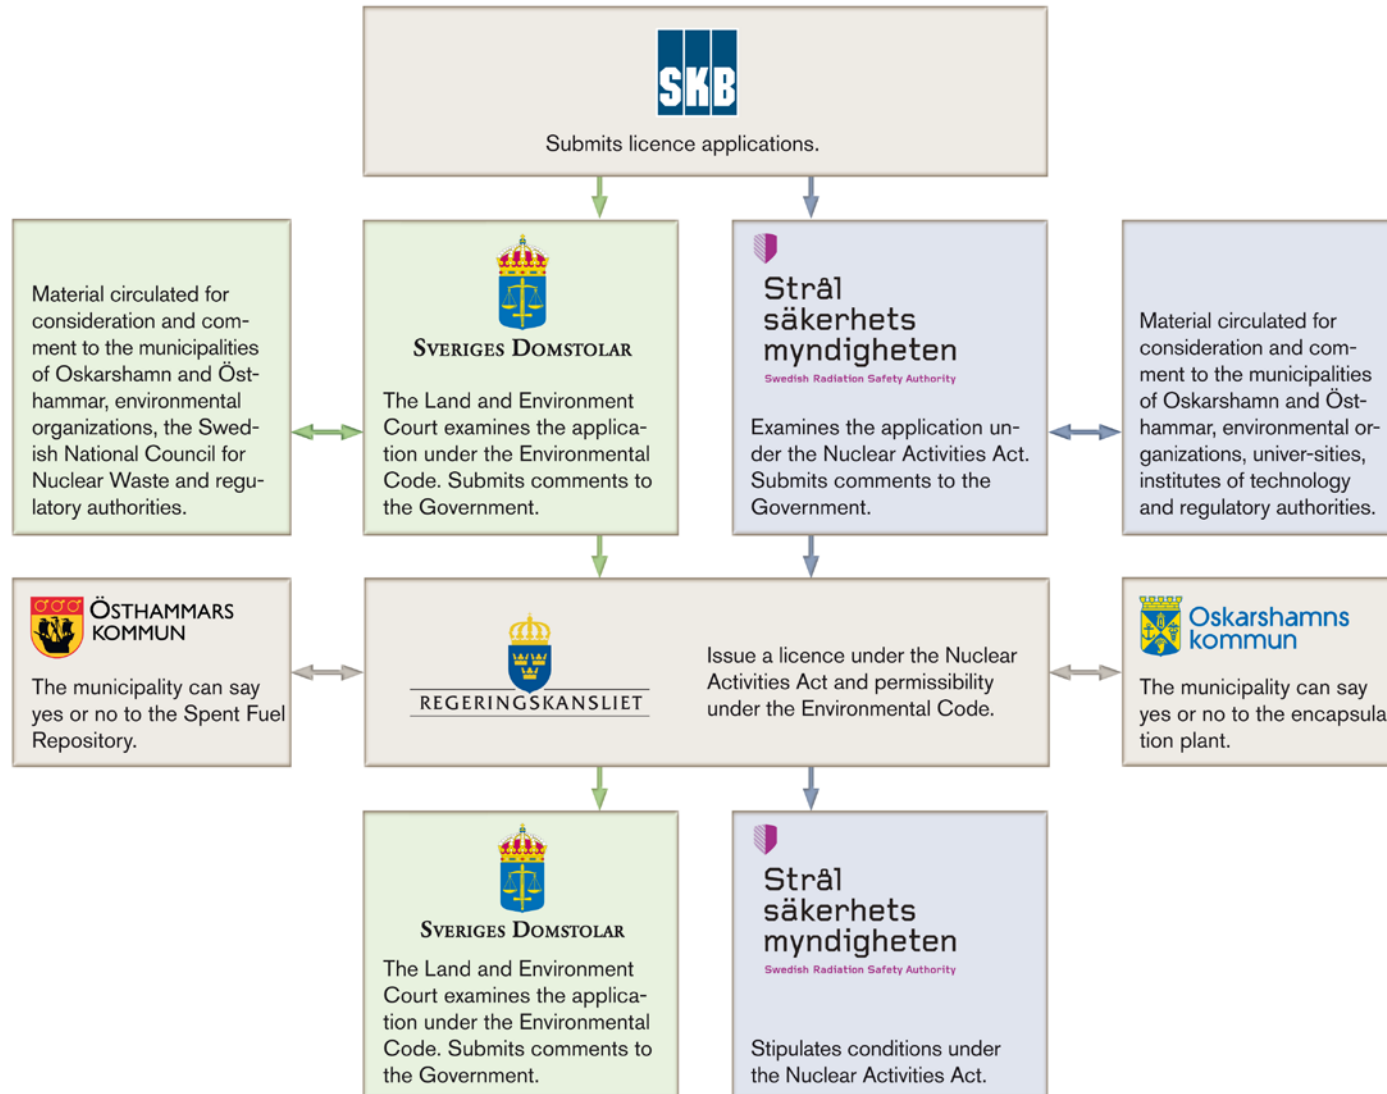 SKB
Submits licence applications.
Material circulated for
consideration and com-
ment to the municipalities
of Oskarshamn and Öst-
hammar, environmental
organizations, the Swed-
ish National Council for
Nuclear Waste and regu-
latory authorities.
SVERIGES DOMSTOLAR
The Land and Environment
Court examines the applica-
tion under the Environmental
Code. Submits comments to
the Government.
Strål
säkerhets
myndigheten
Swedish Radiation Safety Authority
Examines the application un-
der the Nuclear Activities Act.
Submits comments to the
Government.
Material circulated for
consideration and com-
ment to the municipalities
of Oskarshamn and Öst-
hammar, environmental or-
ganizations, univer-sities,
institutes of technology
and regulatory authorities.
ÖSTHAMMARS
KOMMUN
The municipality can say
yes or no to the Spent Fuel
Repository.
REGERINGSKANSLIET
Issue a licence under the Nuclear
Activities Act and permissibility
under the Environmental Code.
Oskarshamns
kommun
The municipality can say
yes or no to the encapsula
tion plant.
SVERIGES DOMSTOLAR
The Land and Environment
Court examines the applica-
tion under the Environmental
Code. Submits comments to
the Government.
Strål
säkerhets
myndigheten
Swedish Radiation Safety Authority
Stipulates conditions under
the Nuclear Activities Act.